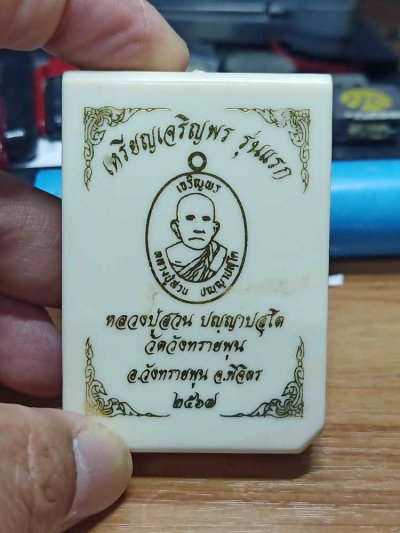 เหรียญเจริญพร รุ่นแรก
เจริญพร
หลวงปู่สวน ปญฺญาปสุโต
หลวงปู่สวน ปญฺญาปสุโต
วัดวังทรายพูน
อ.วังทรายพูน จ.พิจิตร
๒๕๖๗